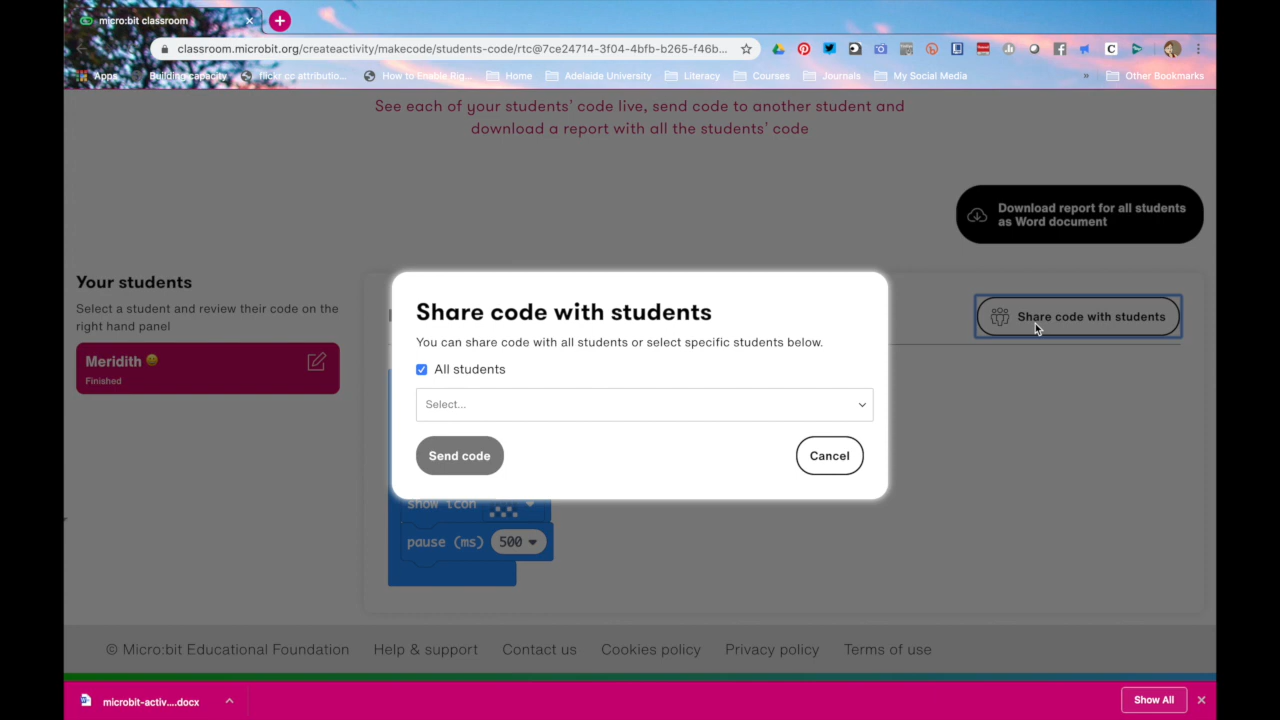 micro:bit classroom
classroom.microbit.org/createactivity/makecode/students-code/rtc@7ce24714-3f04-4bfb-b265-f46b...
Apps
Building capacity
flickr cc attributio...
How to Enable Rig...
Home
Adelaide University
Literacy
Courses
Journals
My Social Media
»
Other Bookmarks
See each of your students' code live, send code to another student and
download a report with all the students' code
Download report for all students
as Word document
Your students
Select a student and review their code on the
right hand panel
Meridith
Finished
Share code with students
Share code with students
You can share code with all students or select specific students below.
All students
Select...
Send code
Cancel
show icon
pause (ms) 500
© Micro:bit Educational Foundation
Help & support
Contact us
Cookies policy
Privacy policy
Terms of use
microbit-activ....docx
Show All